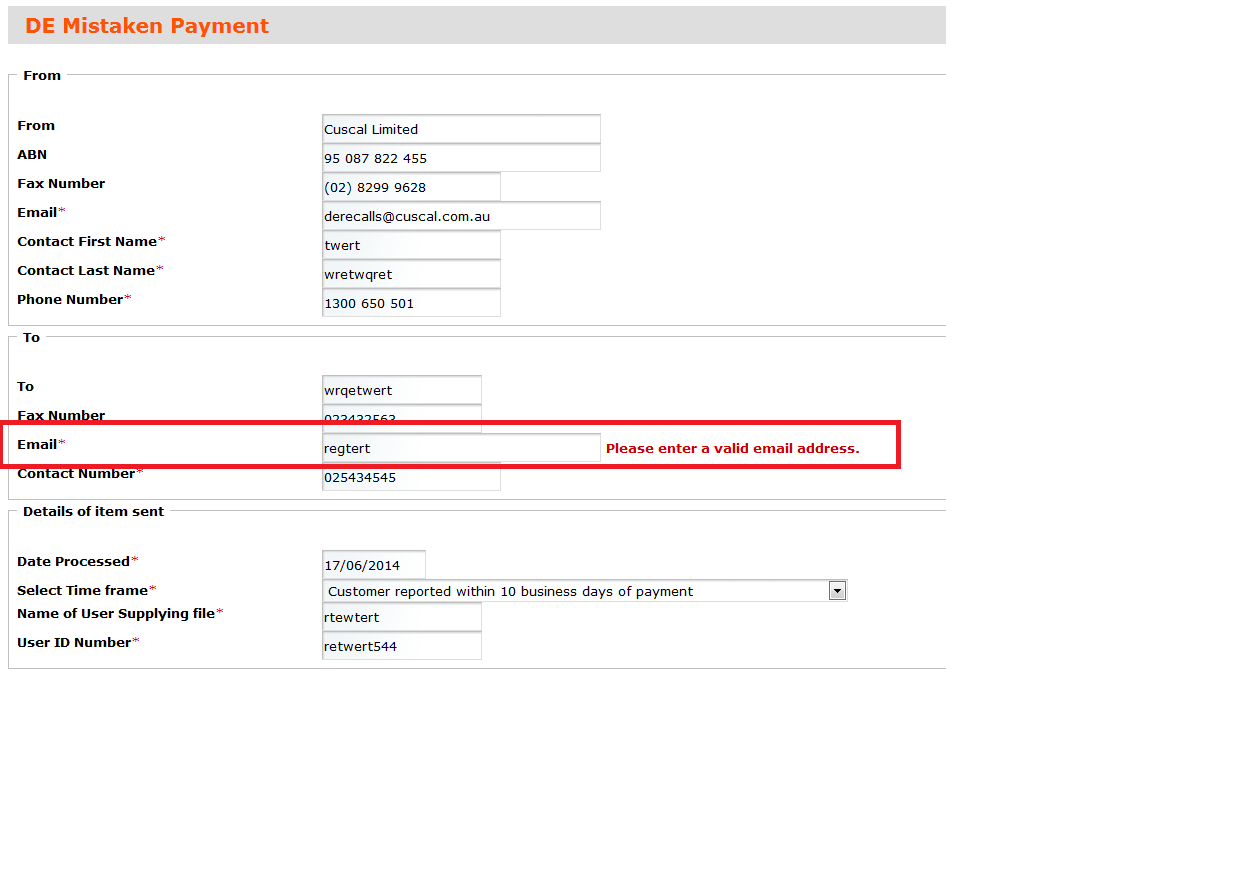 DE Mistaken Payment
From
From Cuscal Limited
ABN 95 087 822 455
Fax Number (02) 8299 9628
Email* derecalls@cuscal.com.au
Contact First Name* twert
Contact Last Name* wretwqret
Phone Number* 1300 650 501
To
To wrqetwert
Fax Number 023432563
Email* regtert Please enter a valid email address.
Contact Number* 025434545
Details of item sent
Date Processed* 17/06/2014
Select Time frame* Customer reported within 10 business days of payment
Name of User Supplying file* rtewtert
User ID Number* retwert544